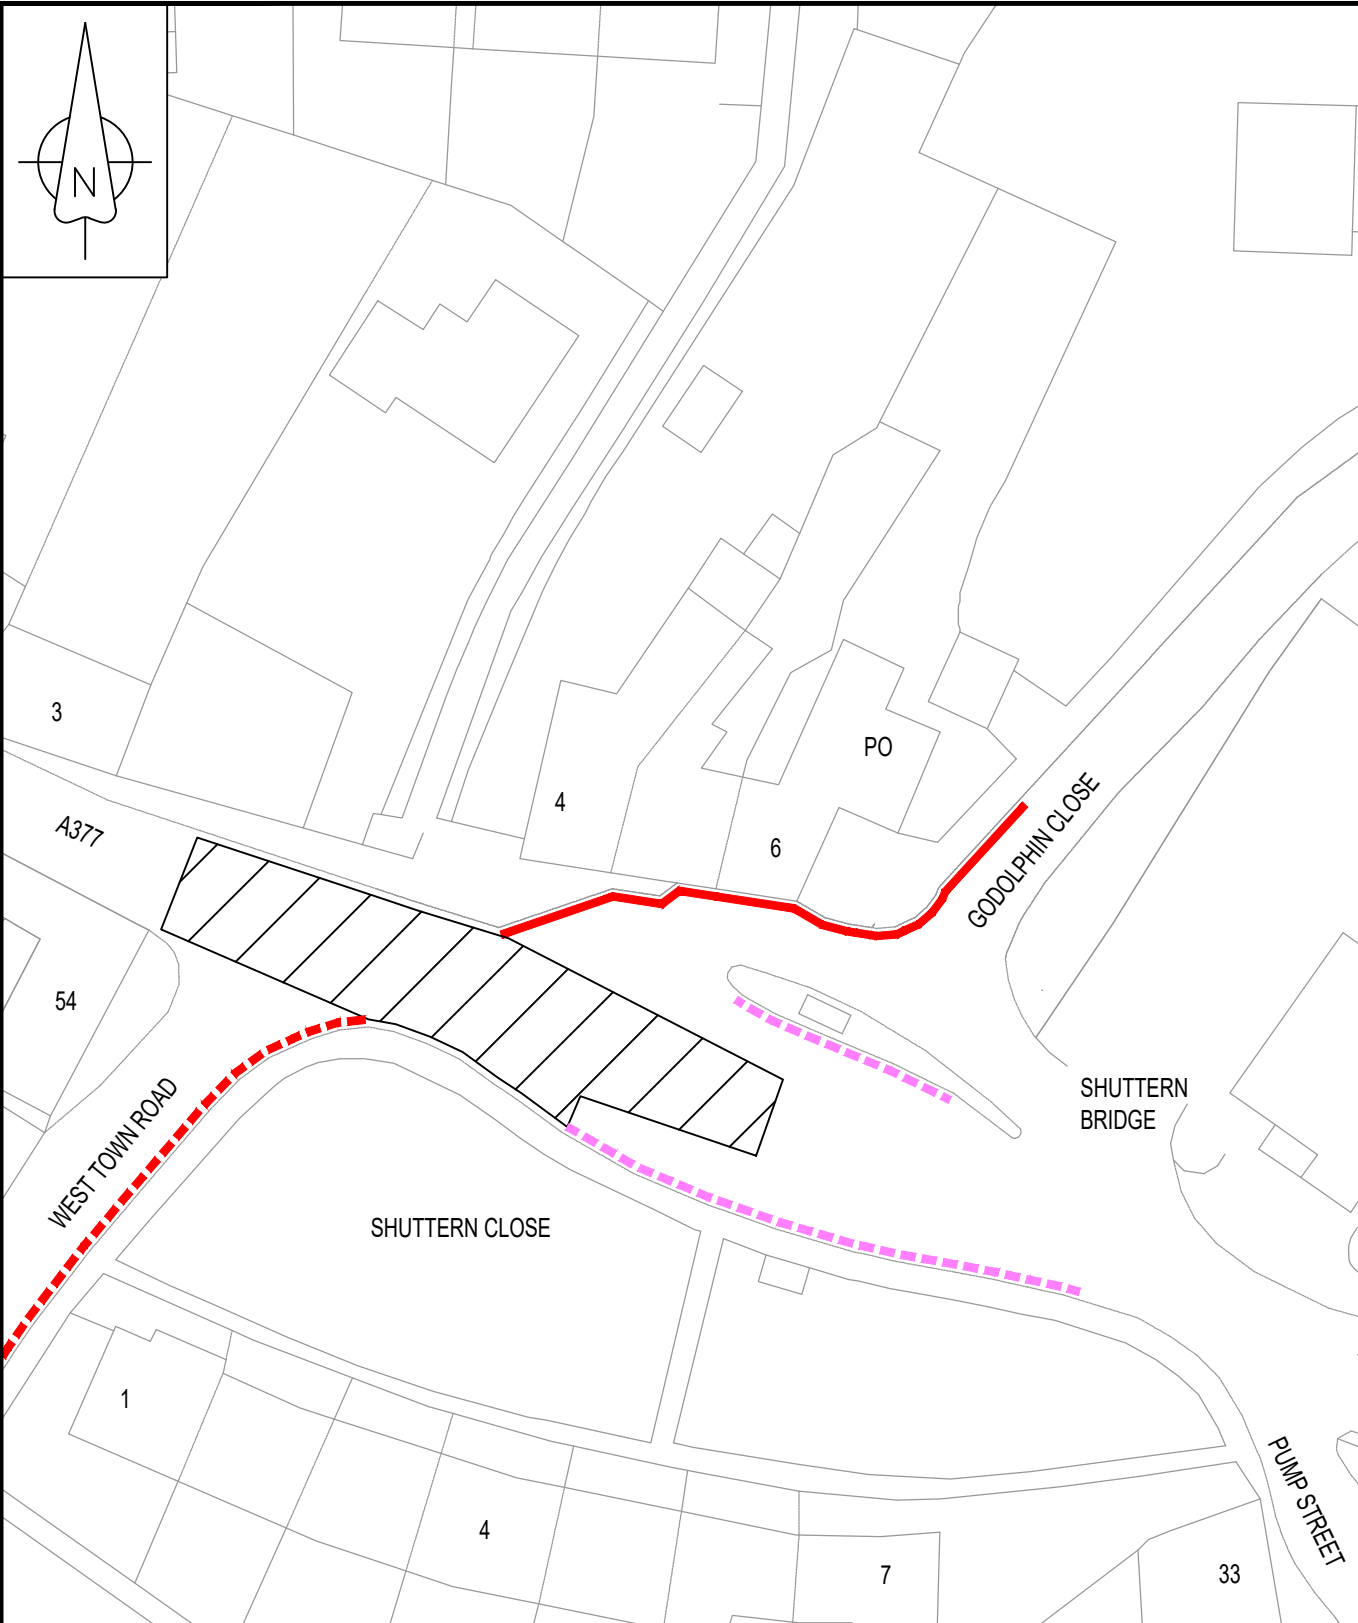 N
3
PO
4
A377
6
GODOLPHIN CLOSE
54
SHUTTERN
BRIDGE
WEST TOWN ROAD
SHUTTERN CLOSE
1
PUMP STREET
4
7
33